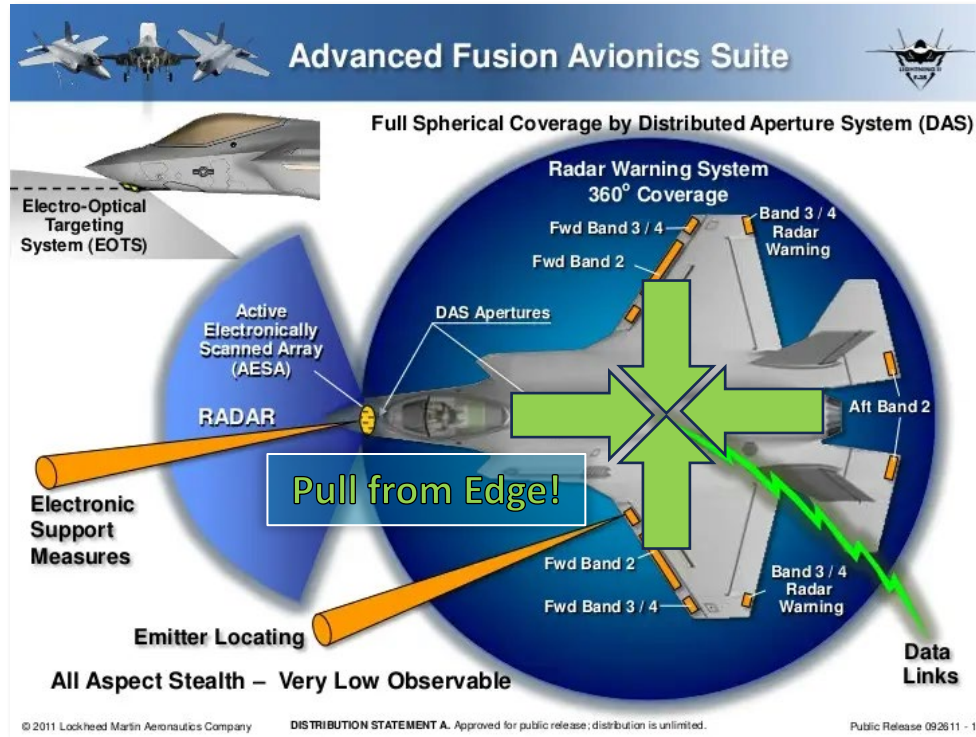 Advanced Fusion Avionics Suite
LIGHTNING II
F-35
Full Spherical Coverage by Distributed Aperture System (DAS)
Radar Warning System
360° Coverage
Electro-Optical
Targeting
System (EOTS)
Fwd Band 3 / 4
Band 3 / 4
Radar
Warning
Fwd Band 2
Active
Electronically
Scanned Array
(AESA)
DAS Apertures
RADAR
Aft Band 2
Pull from Edge!
Electronic
Support
Measures
Fwd Band 2
Band 3 / 4
Radar
Warning
Fwd Band 3 / 4
Emitter Locating
Data
Links
All Aspect Stealth – Very Low Observable
© 2011 Lockheed Martin Aeronautics Company
DISTRIBUTION STATEMENT A. Approved for public release; distribution is unlimited.
Public Release 092611 - 1